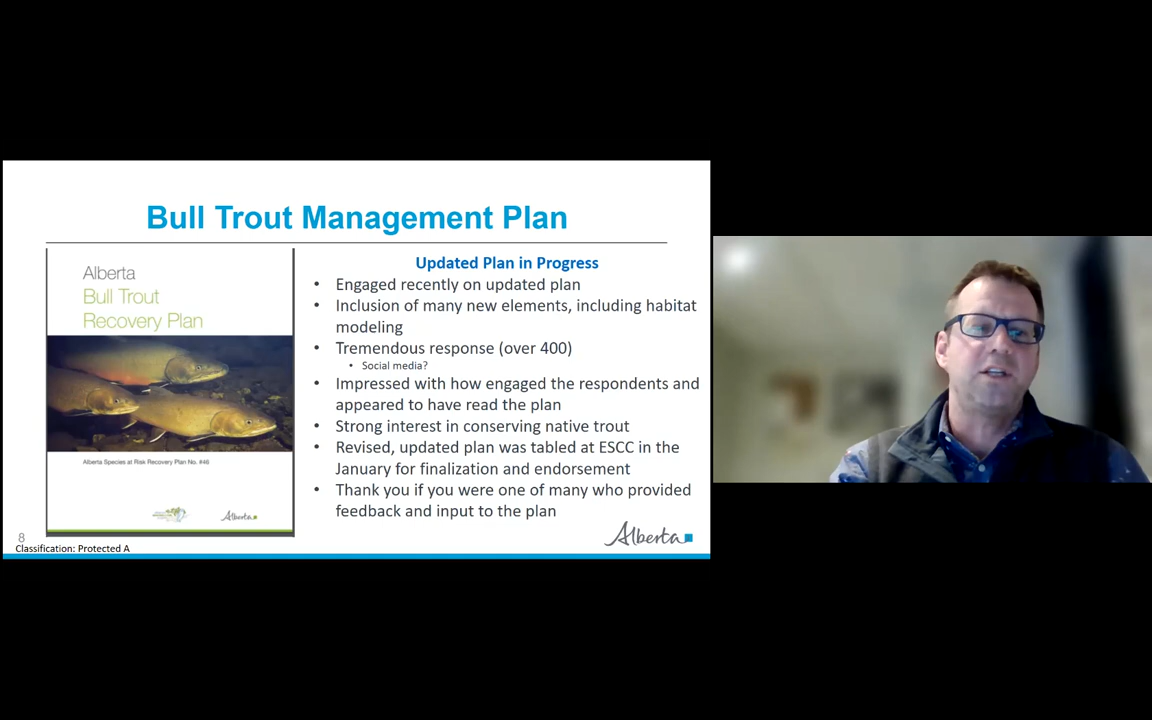 Bull Trout Management Plan
Alberta
Bull Trout
Recovery Plan
Alberta Species at Risk Recovery Plan No. #46
Alberta
Updated Plan in Progress
• Engaged recently on updated plan
• Inclusion of many new elements, including habitat
modeling
• Tremendous response (over 400)
• Social media?
• Impressed with how engaged the respondents and
appeared to have read the plan
• Strong interest in conserving native trout
• Revised, updated plan was tabled at ESCC in the
January for finalization and endorsement
• Thank you if you were one of many who provided
feedback and input to the plan
8
Classification: Protected A
Alberta